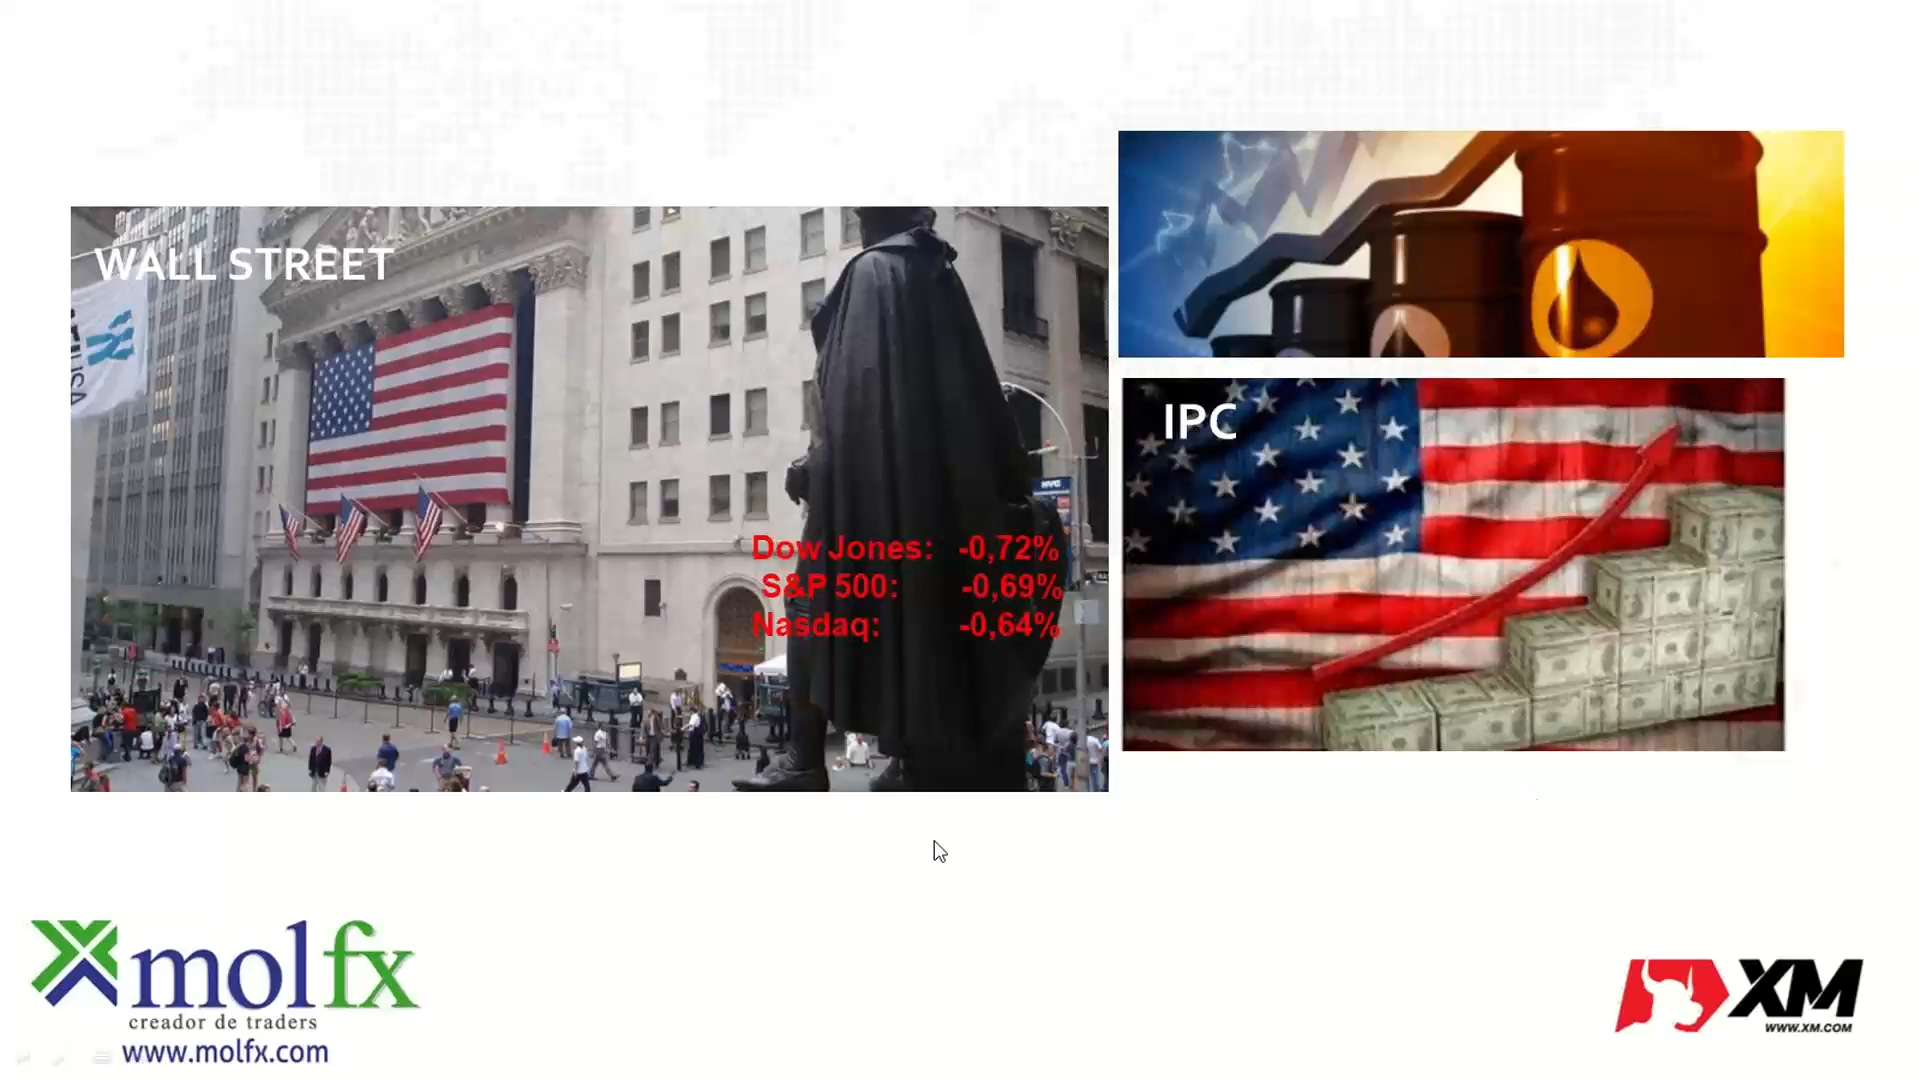 WALL STREET
Dow Jones: -0,72%
S&P 500: -0,69%
Nasdaq: -0,64%
IPC
molfx
creador de traders
www.molfx.com
XM
WWW.XM.COM